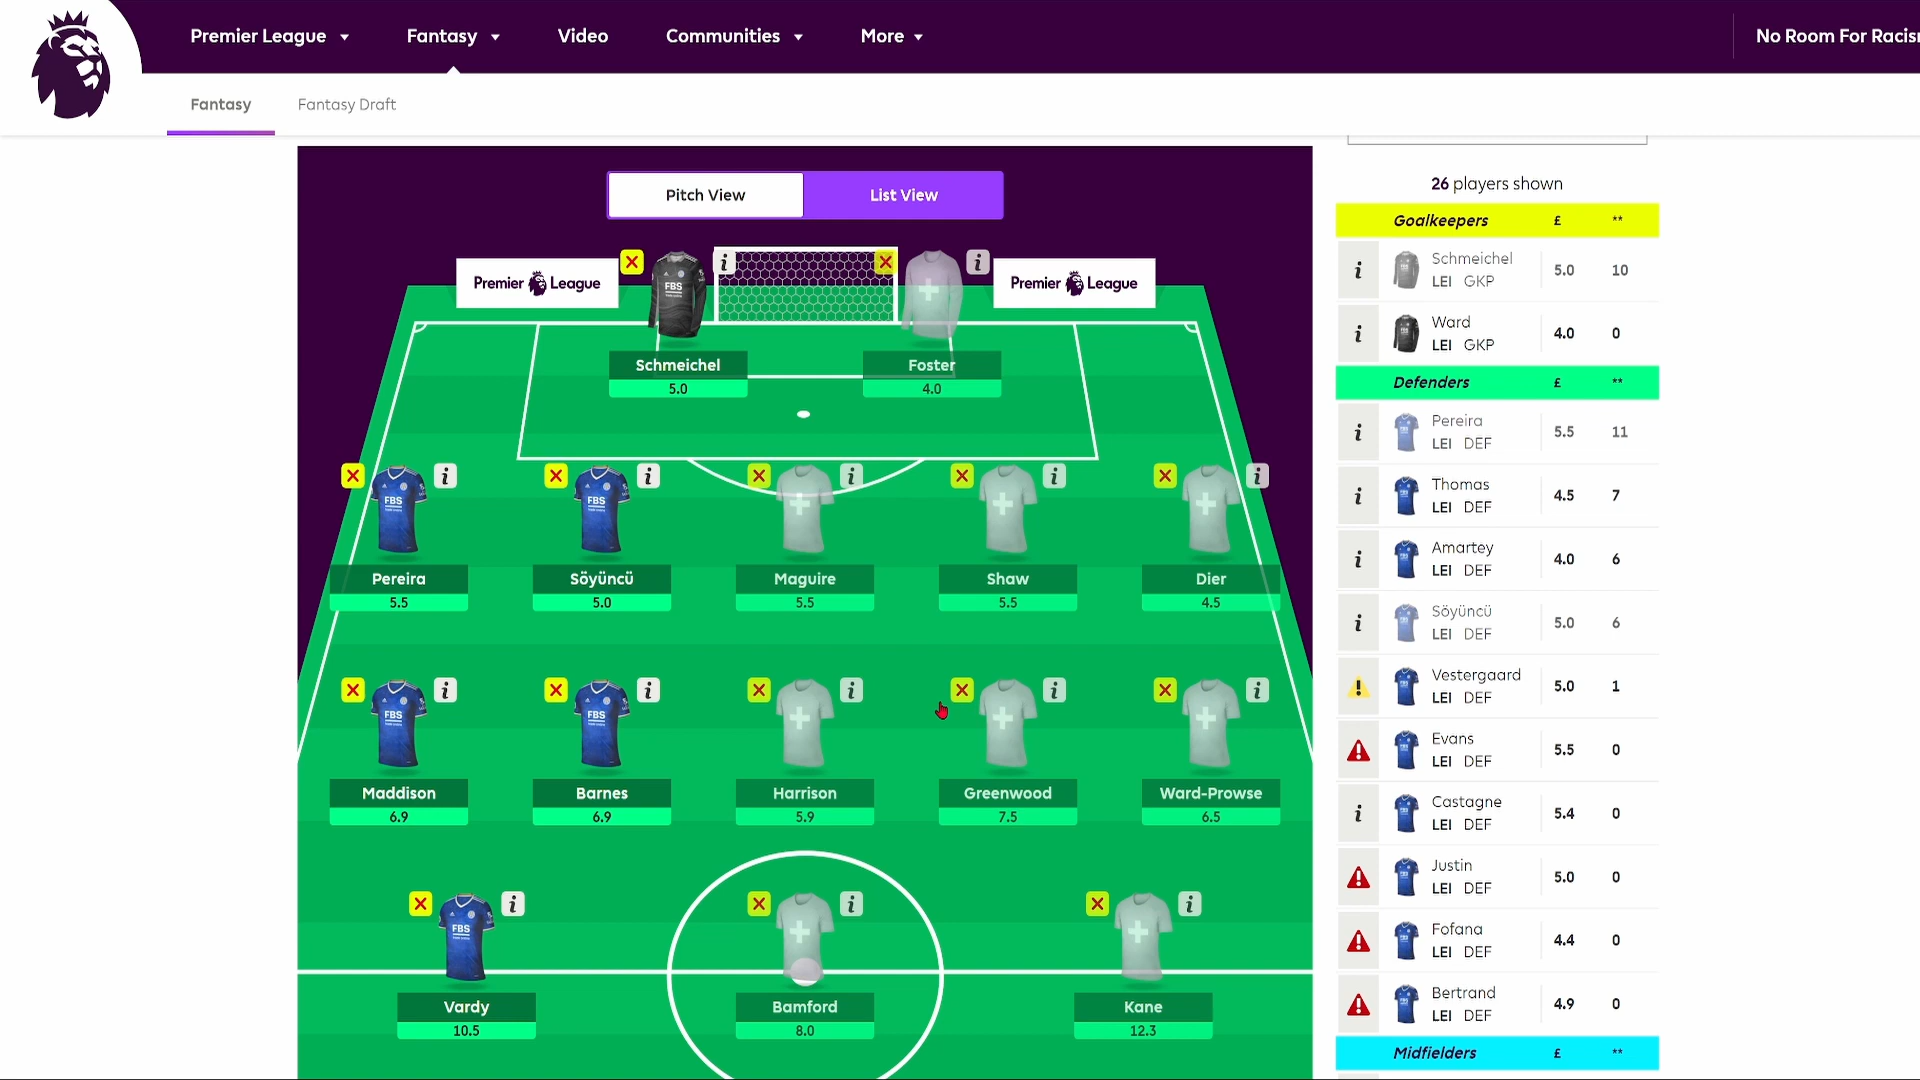 Premier League Fantasy Video Communities More No Room For Racis
Fantasy Fantasy Draft
Pitch View List View
Premier League Premier League
FBS
Schmeichel Foster
5.0 4.0
FBS FBS
Pereira Söyüncü Maguire Shaw Dier
5.5 5.0 5.5 5.5 4.5
FBS FBS
Maddison Barnes Harrison Greenwood Ward-Prowse
6.9 6.9 5.9 7.5 6.5
FBS
Vardy Bamford Kane
10.5 8.0 12.3
26 players shown
Goalkeepers £ **
Schmeichel
LEI GKP 5.0 10
Ward
LEI GKP 4.0 0
Defenders £ **
Pereira
LEI DEF 5.5 11
Thomas
LEI DEF 4.5 7
Amartey
LEI DEF 4.0 6
Söyüncü
LEI DEF 5.0 6
Vestergaard
LEI DEF 5.0 1
Evans
LEI DEF 5.5 0
Castagne
LEI DEF 5.4 0
Justin
LEI DEF 5.0 0
Fofana
LEI DEF 4.4 0
Bertrand
LEI DEF 4.9 0
Midfielders £ **